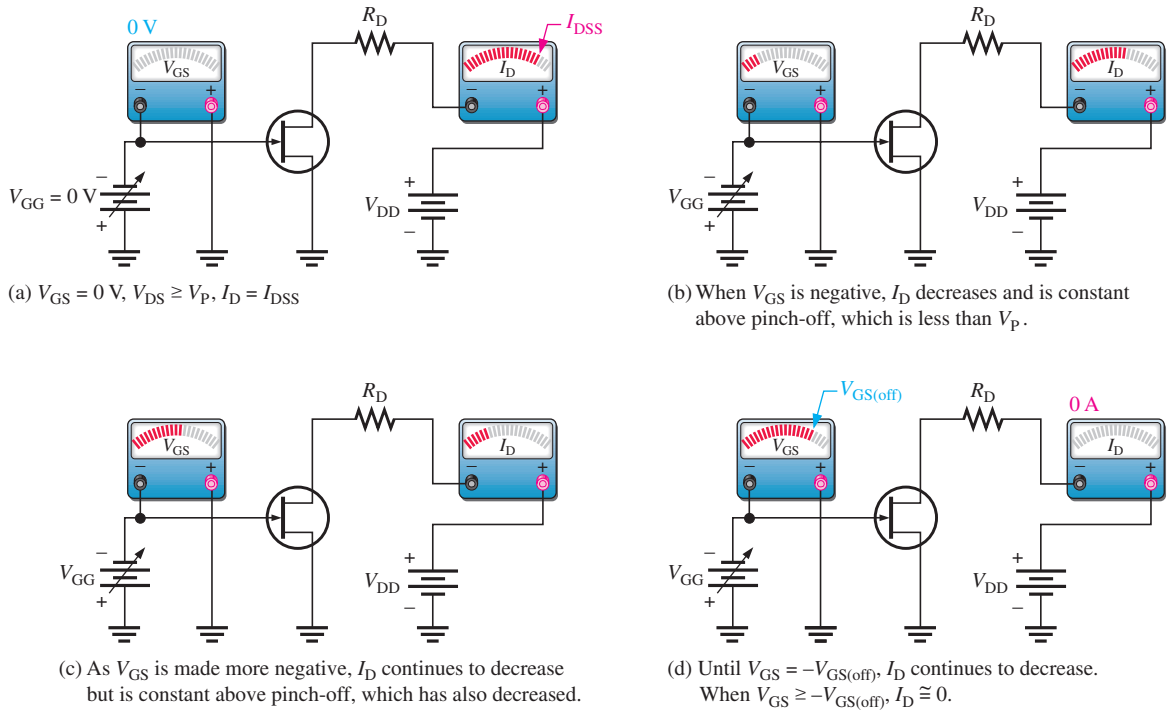 0 V
R_D
I_DSS
V_GS
I_D
– +
– +
–
V_GG = 0 V
+
+
V_DD
–
(a) V_GS = 0 V, V_DS ≥ V_P, I_D = I_DSS
R_D
V_GS
I_D
– +
– +
–
V_GG
+
+
V_DD
–
(b) When V_GS is negative, I_D decreases and is constant
above pinch-off, which is less than V_P.
R_D
V_GS
I_D
– +
– +
–
V_GG
+
+
V_DD
–
(c) As V_GS is made more negative, I_D continues to decrease
but is constant above pinch-off, which has also decreased.
V_GS(off)
R_D
0 A
V_GS
I_D
– +
– +
–
V_GG
+
+
V_DD
–
(d) Until V_GS = –V_GS(off), I_D continues to decrease.
When V_GS ≥ –V_GS(off), I_D ≅ 0.